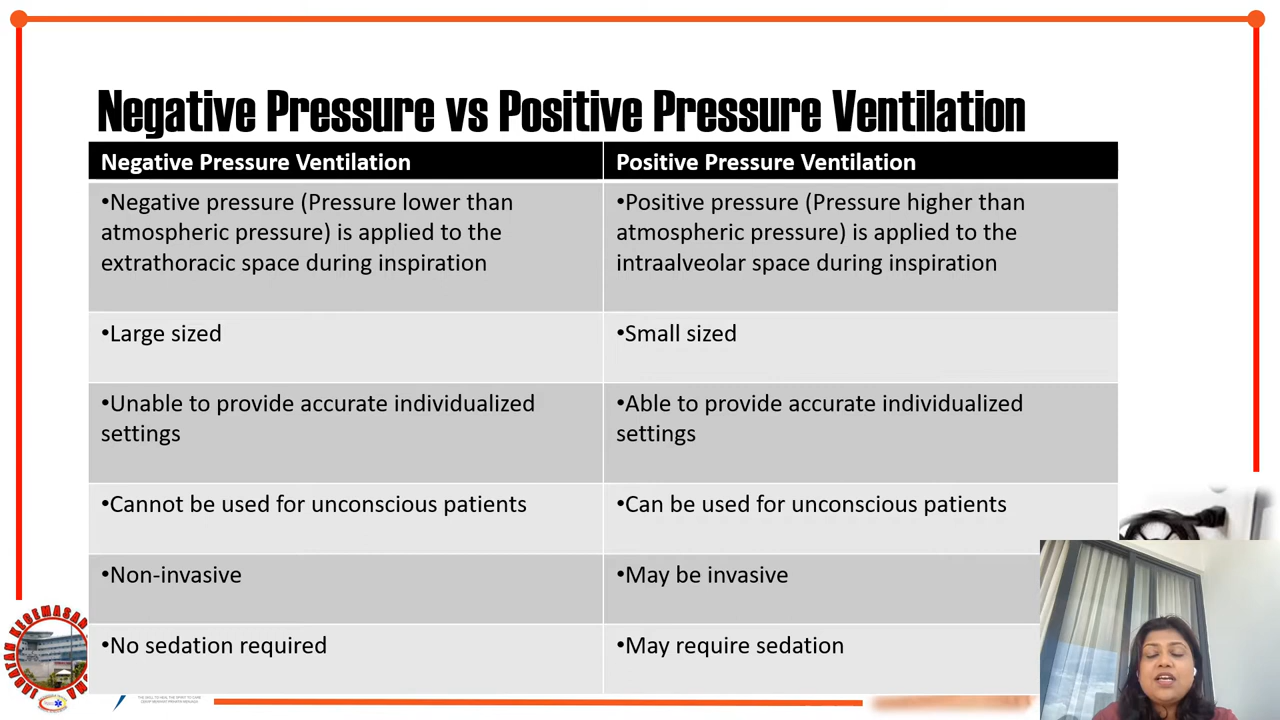 Negative Pressure vs Positive Pressure Ventilation
Negative Pressure Ventilation
Positive Pressure Ventilation
•Negative pressure (Pressure lower than
atmospheric pressure) is applied to the
extrathoracic space during inspiration
•Positive pressure (Pressure higher than
atmospheric pressure) is applied to the
intraalveolar space during inspiration
•Large sized
•Small sized
•Unable to provide accurate individualized
settings
•Able to provide accurate individualized
settings
•Cannot be used for unconscious patients
•Can be used for unconscious patients
•Non-invasive
•May be invasive
•No sedation required
•May require sedation
JABATAN KECEMASAN